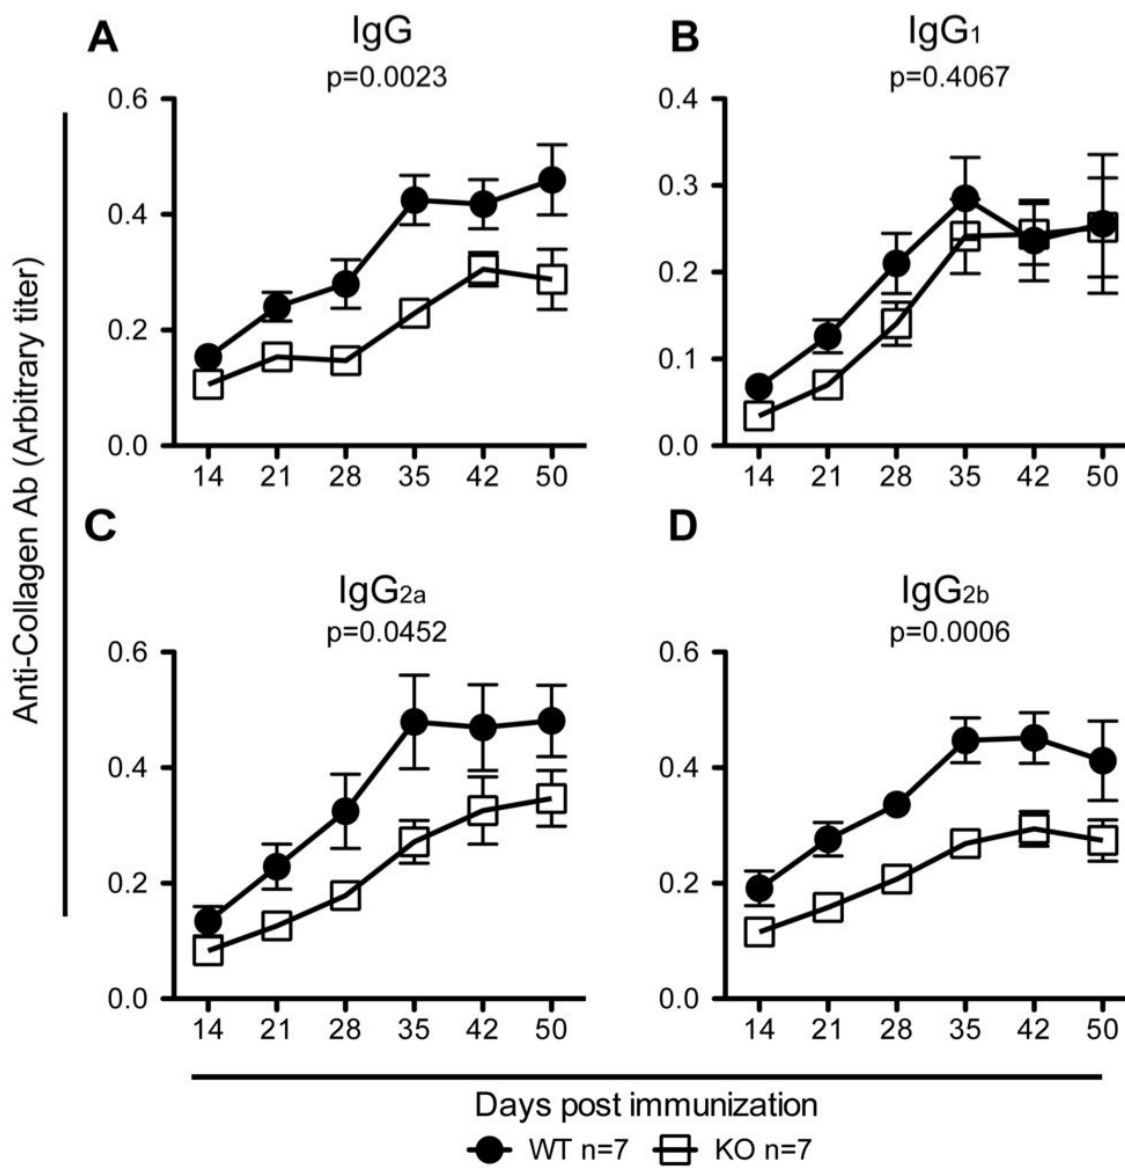 A
IgG
p=0.0023
0.6
0.4
0.2
0.0
14 21 28 35 42 50
B
IgG1
p=0.4067
0.4
0.3
0.2
0.1
0.0
14 21 28 35 42 50
Anti-Collagen Ab (Arbitrary titer)
C
IgG2a
p=0.0452
0.6
0.4
0.2
0.0
14 21 28 35 42 50
D
IgG2b
p=0.0006
0.6
0.4
0.2
0.0
14 21 28 35 42 50
Days post immunization
WT n=7 KO n=7